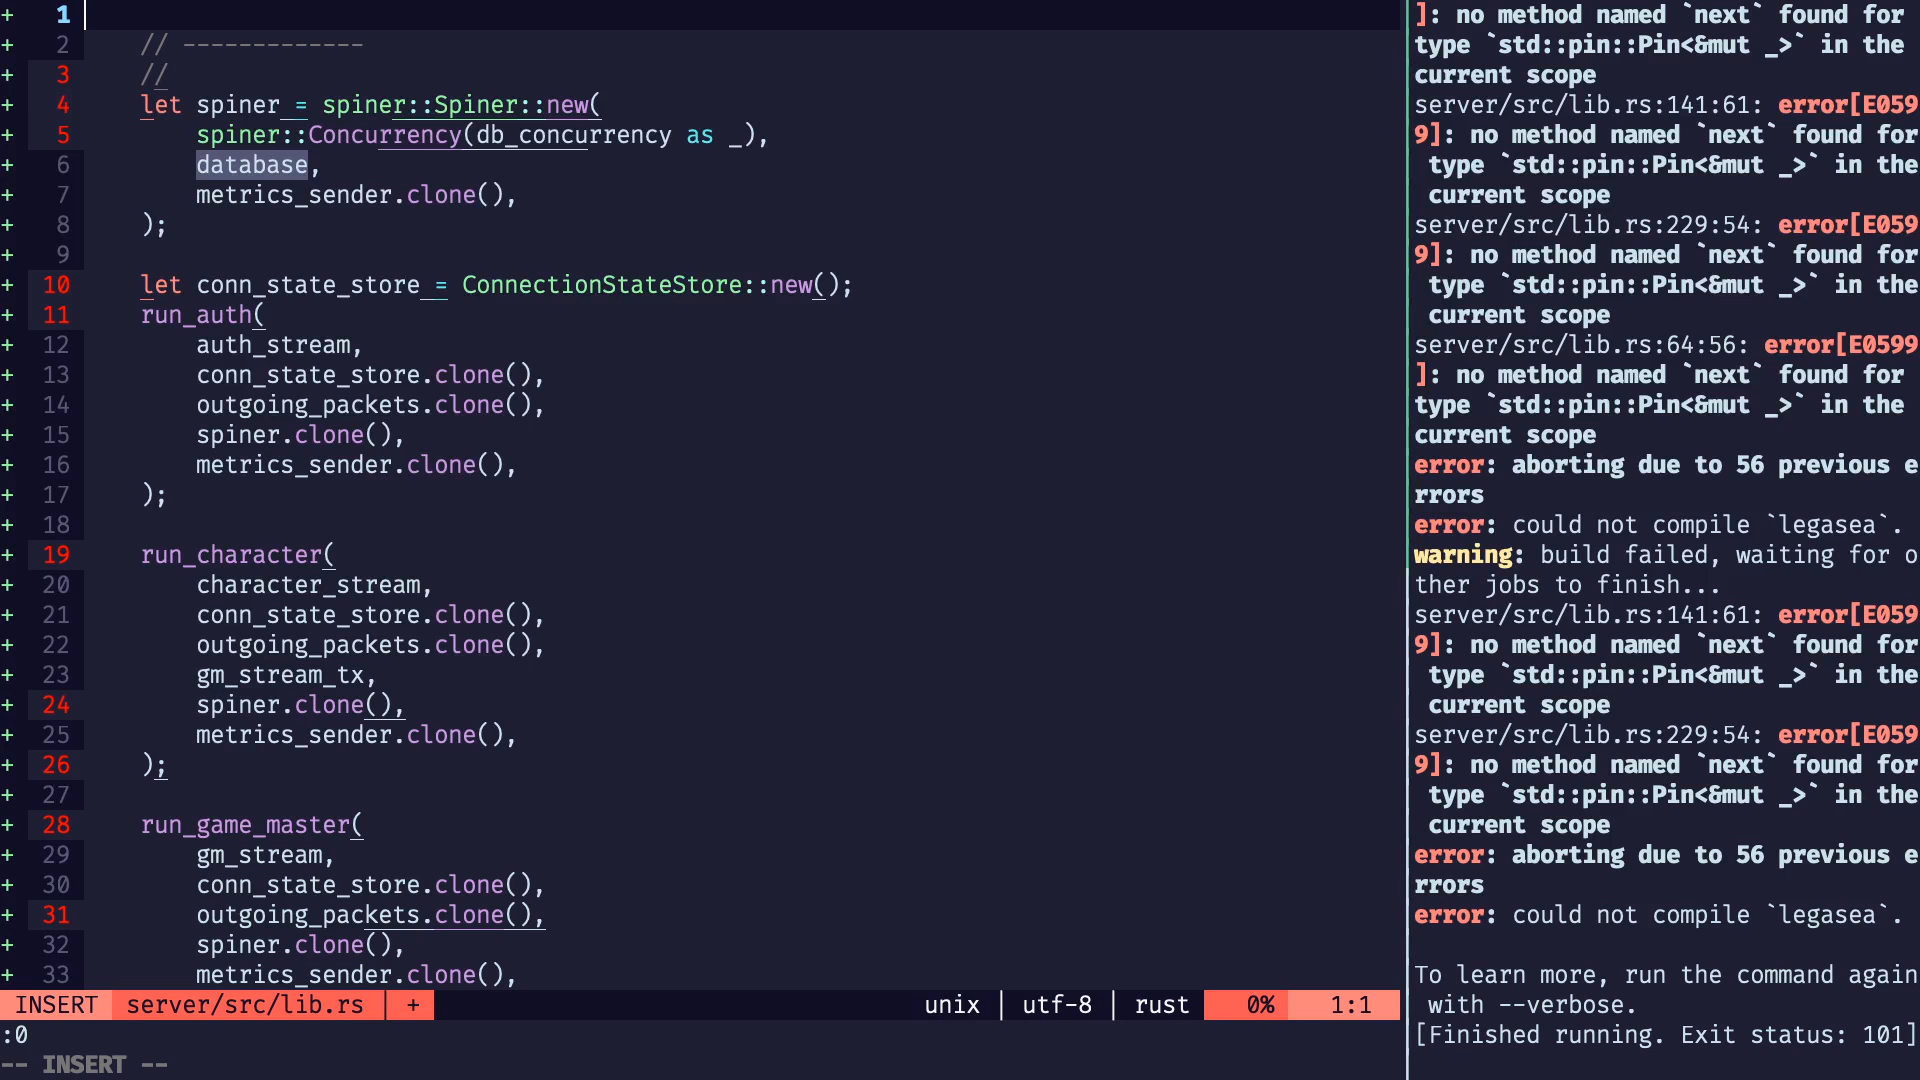 + 1
+ 2 // -------------
+ 3 //
+ 4 let spiner = spiner::Spiner::new(
+ 5 spiner::Concurrency(db_concurrency as _),
+ 6 database,
+ 7 metrics_sender.clone(),
+ 8 );
+ 9
+ 10 let conn_state_store = ConnectionStateStore::new();
+ 11 run_auth(
+ 12 auth_stream,
+ 13 conn_state_store.clone(),
+ 14 outgoing_packets.clone(),
+ 15 spiner.clone(),
+ 16 metrics_sender.clone(),
+ 17 );
+ 18
+ 19 run_character(
+ 20 character_stream,
+ 21 conn_state_store.clone(),
+ 22 outgoing_packets.clone(),
+ 23 gm_stream_tx,
+ 24 spiner.clone(),
+ 25 metrics_sender.clone(),
+ 26 );
+ 27
+ 28 run_game_master(
+ 29 gm_stream,
+ 30 conn_state_store.clone(),
+ 31 outgoing_packets.clone(),
+ 32 spiner.clone(),
+ 33 metrics_sender.clone(),
INSERT server/src/lib.rs | + unix | utf-8 | rust 0% 1:1
:0
-- INSERT --
]: no method named `next` found for
type `std::pin::Pin<&mut _>` in the
current scope
server/src/lib.rs:141:61: error[E059
9]: no method named `next` found for
type `std::pin::Pin<&mut _>` in the
current scope
server/src/lib.rs:229:54: error[E059
9]: no method named `next` found for
type `std::pin::Pin<&mut _>` in the
current scope
server/src/lib.rs:64:56: error[E0599
]: no method named `next` found for
type `std::pin::Pin<&mut _>` in the
current scope
error: aborting due to 56 previous e
rrors
error: could not compile `legasea`.
warning: build failed, waiting for o
ther jobs to finish...
server/src/lib.rs:141:61: error[E059
9]: no method named `next` found for
type `std::pin::Pin<&mut _>` in the
current scope
server/src/lib.rs:229:54: error[E059
9]: no method named `next` found for
type `std::pin::Pin<&mut _>` in the
current scope
error: aborting due to 56 previous e
rrors
error: could not compile `legasea`.
To learn more, run the command again
with --verbose.
[Finished running. Exit status: 101]